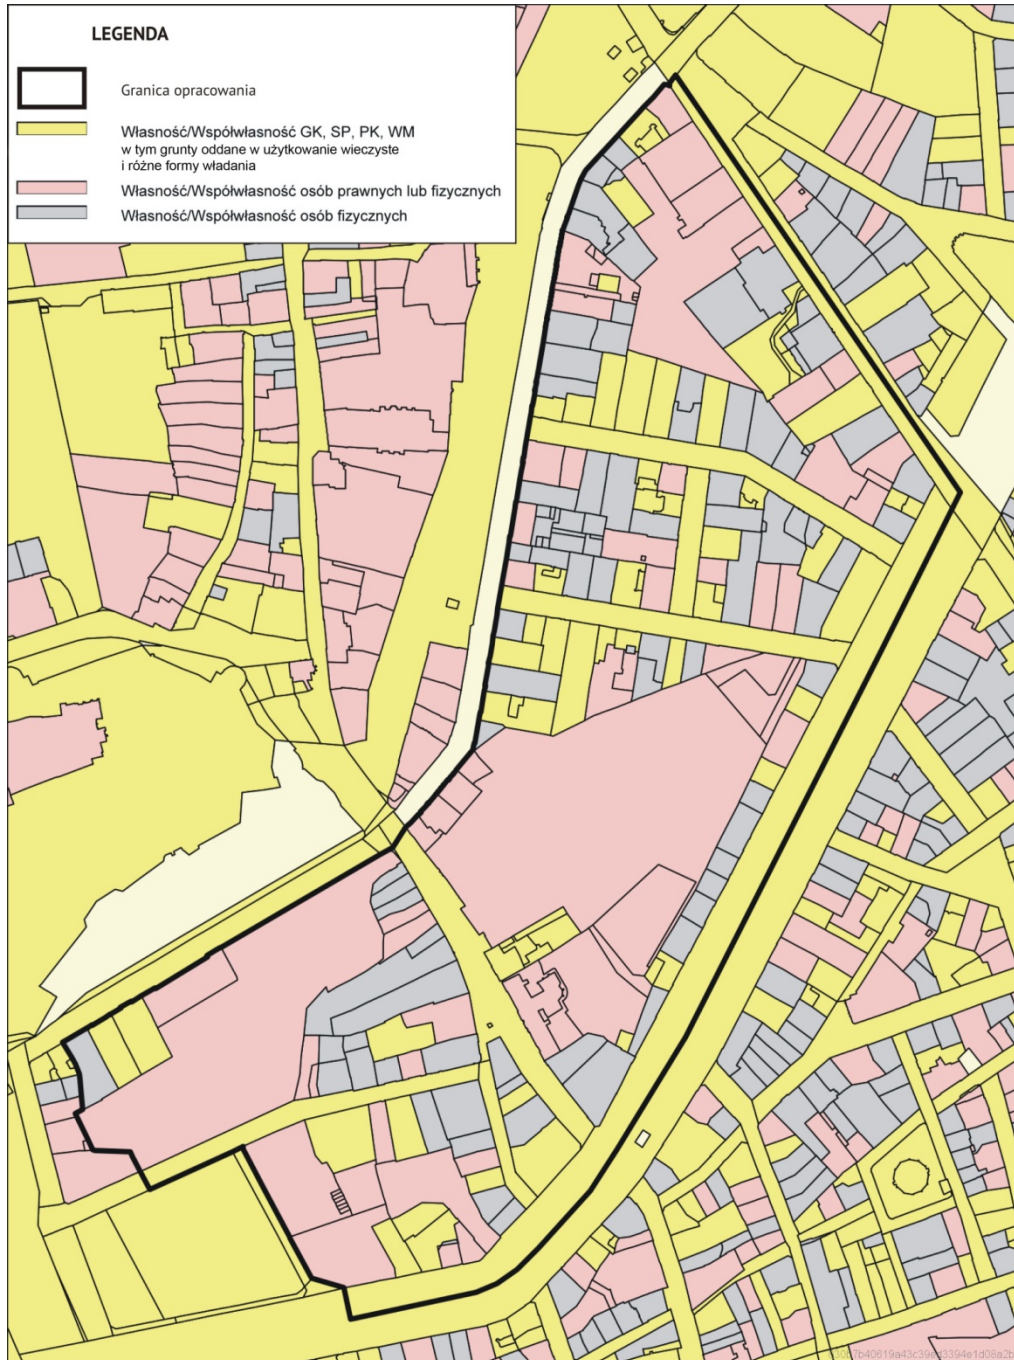 LEGENDA
Granica opracowania
Własność/Współwłasność GK, SP, PK, WM
w tym grunty oddane w użytkowanie wieczyste
i różne formy władania
Własność/Współwłasność osób prawnych lub fizycznych
Własność/Współwłasność osób fizycznych